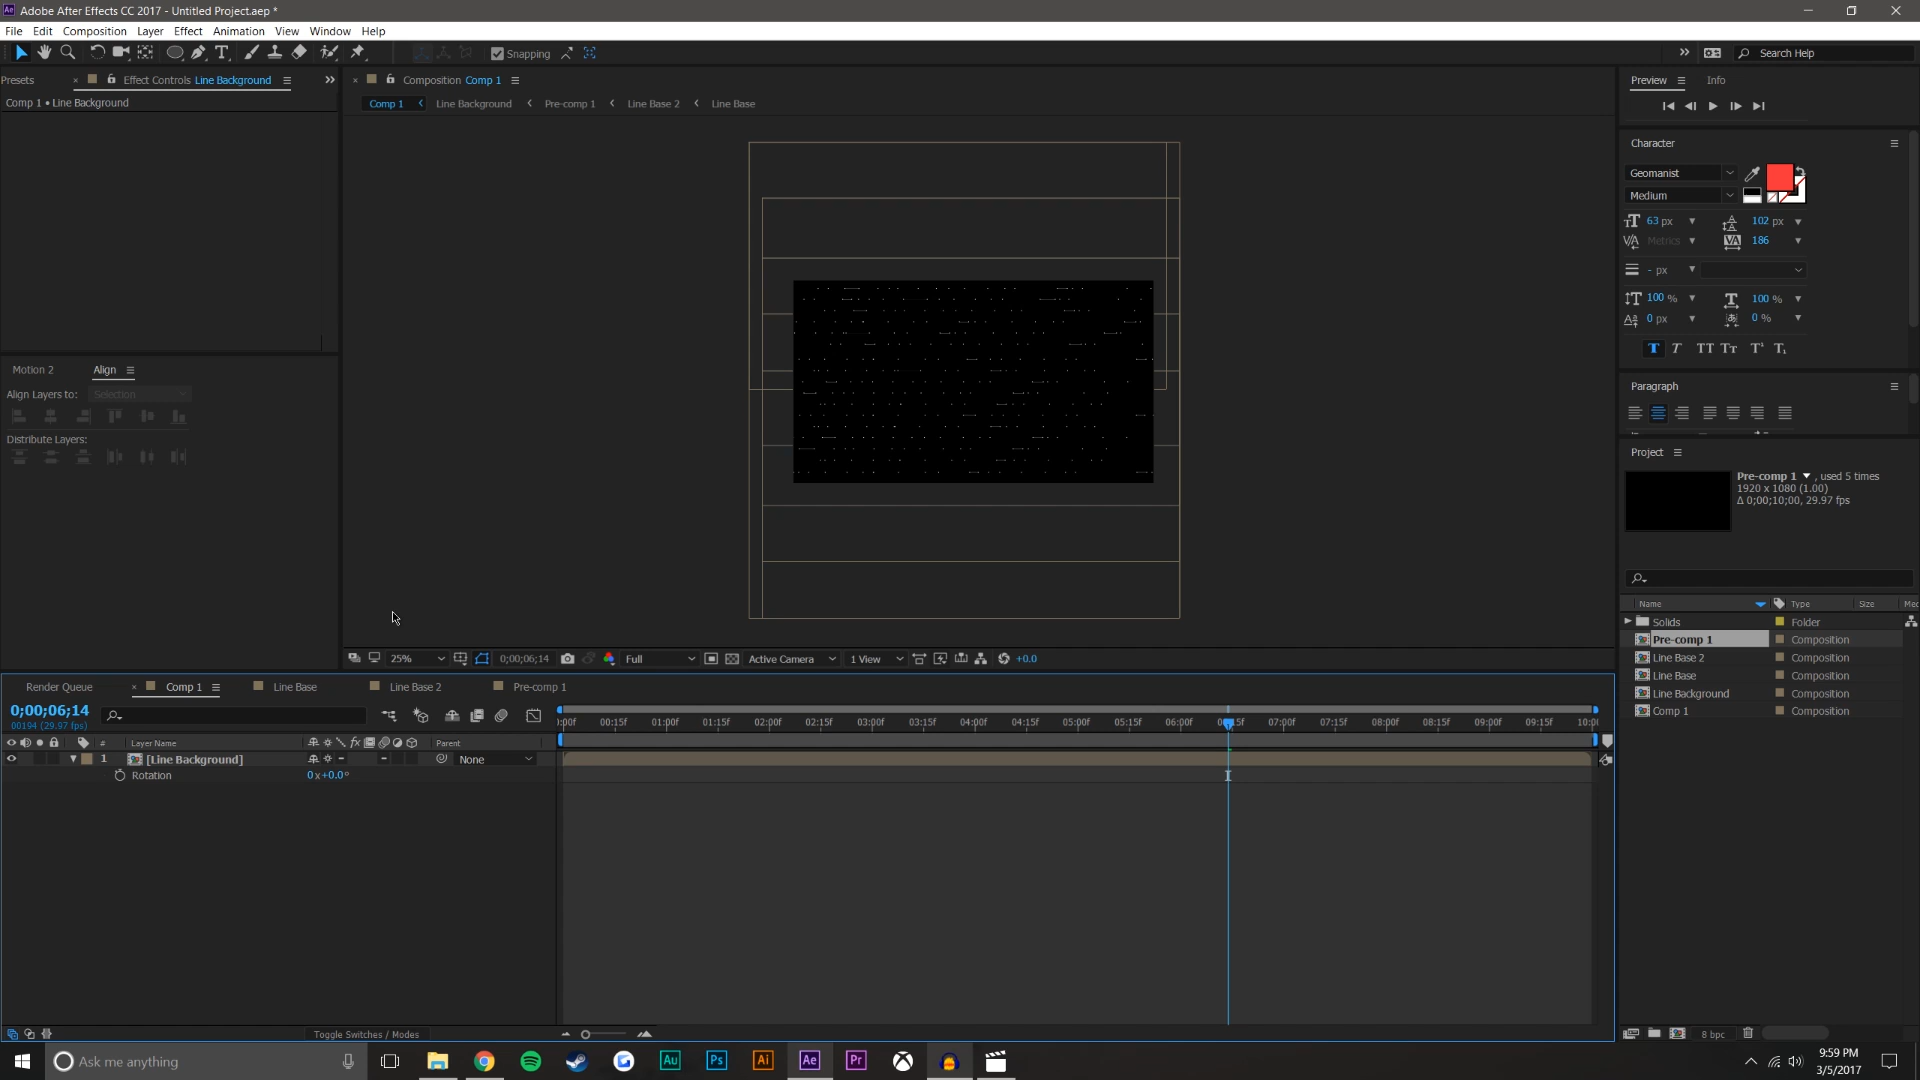 Adobe After Effects CC 2017 - Untitled Project.aep *
File Edit Composition Layer Effect Animation View Window Help
Snapping
Search Help
Presets
Effect Controls Line Background
Comp 1 • Line Background
Composition Comp 1
Comp 1 Line Background Pre-comp 1 Line Base 2 Line Base
Motion 2 Align
Align Layers to: Selection
Distribute Layers:
25% 0;00;06;14 Full Active Camera 1 View +0.0
Preview Info
Character
Geomanist
Medium
63 px 102 px
Metrics 186
- px
100 % 100 %
0 px 0 %
Paragraph
Project
Pre-comp 1 , used 5 times
1920 x 1080 (1.00)
Δ 0;00;10;00, 29.97 fps
Name Type Size Med
Solids Folder
Pre-comp 1 Composition
Line Base 2 Composition
Line Base Composition
Line Background Composition
Comp 1 Composition
8 bpc
Render Queue Comp 1 Line Base Line Base 2 Pre-comp 1
0;00;06;14
00194 (29.97 fps)
:00f 00:15f 01:00f 01:15f 02:00f 02:15f 03:00f 03:15f 04:00f 04:15f 05:00f 05:15f 06:00f 07:00f 07:15f 08:00f 08:15f 09:00f 09:15f 10:0
# Layer Name Parent
1 [Line Background] None
Rotation 0x+0.0°
Toggle Switches / Modes
Ask me anything
Au Ps Ai Ae Pr
9:59 PM
3/5/2017